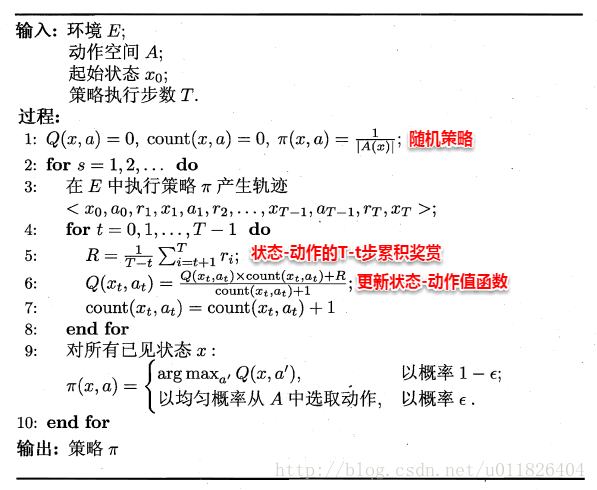 输入: 环境 E;
动作空间 A;
起始状态 x₀;
策略执行步数 T.
过程:
1: Q(x,a)=0, count(x,a)=0, π(x,a)=1/|A(x)|; 随机策略
2: for s=1,2,... do
3: 在 E 中执行策略 π 产生轨迹
< x₀,a₀,r₁,x₁,a₁,r₂,...,x_{T−1},a_{T−1},r_T,x_T >;
4: for t=0,1,...,T−1 do
5: R=1/(T−t) ∑_{i=t+1}^{T} r_i; 状态-动作的T-t步累积奖赏
6: Q(x_t,a_t)=(Q(x_t,a_t)×count(x_t,a_t)+R)/(count(x_t,a_t)+1); 更新状态-动作值函数
7: count(x_t,a_t)=count(x_t,a_t)+1
8: end for
9: 对所有已见状态 x:
π(x,a)={ arg max_{a'} Q(x,a'), 以概率 1−ϵ;
以均匀概率从 A 中选取动作, 以概率 ϵ.
10: end for
输出: 策略 π
http://blog.csdn.net/u011826404